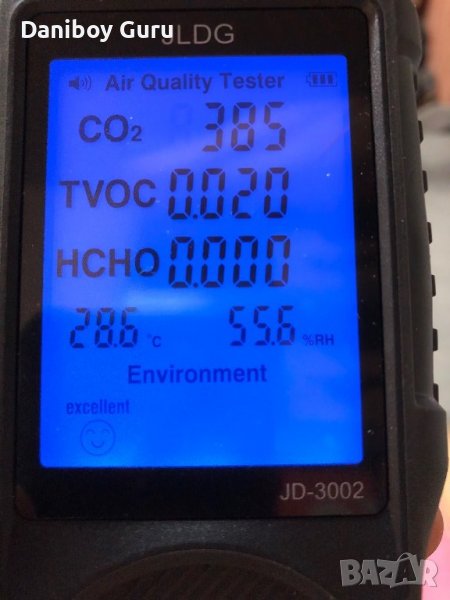 Daniboy Guru
JLDG
Air Quality Tester
CO₂ 385
TVOC 0.020
HCHO 0.000
28.6 °C 55.6 %RH
Environment
excellent
JD-3002
BAZAR